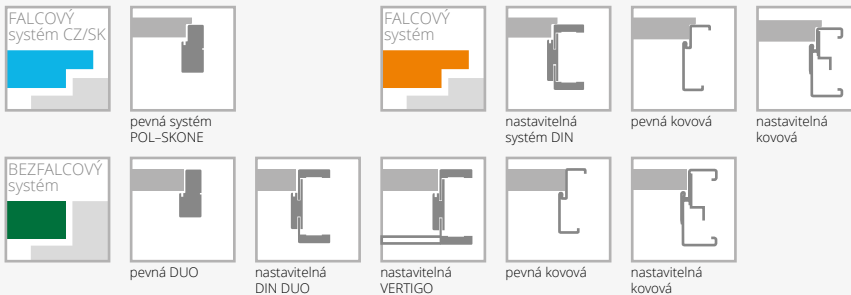 FALCOVÝ
systém CZ/SK
pevná systém
POL–SKONE
FALCOVÝ
systém
nastavitelná
systém DIN
pevná kovová
nastavitelná
kovová
BEZFALCOVÝ
systém
pevná DUO
nastavitelná
DIN DUO
nastavitelná
VERTIGO
pevná kovová
nastavitelná
kovová